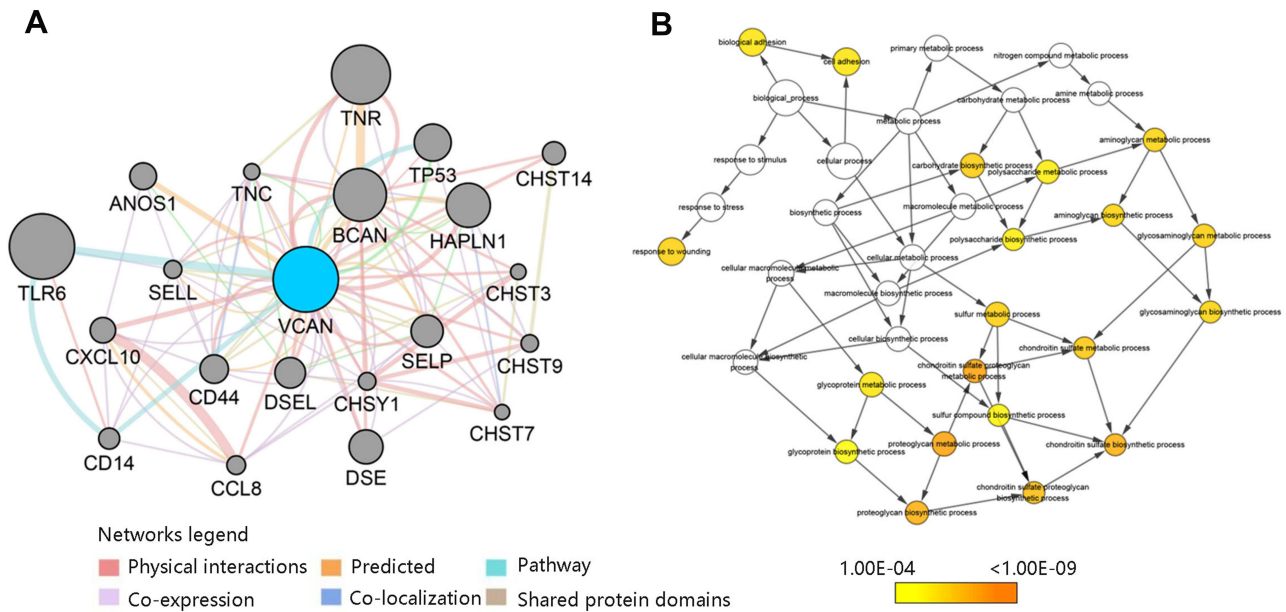 A
TNR
TP53
CHST14
TNC
ANOS1
BCAN
HAPLN1
TLR6
SELL
VCAN
CHST3
CXCL10
SELP
CHST9
CD44
DSEL
CHSY1
CHST7
CD14
CCL8
DSE
Networks legend
Physical interactions
Predicted
Pathway
Co-expression
Co-localization
Shared protein domains
B
biological adhesion
cell adhesion
primary metabolic process
nitrogen compound metabolic process
biological_process
carbohydrate metabolic process
amine metabolic process
metabolic process
aminoglycan metabolic process
response to stimulus
cellular process
carbohydrate biosynthetic process
polysaccharide metabolic process
response to stress
biosynthetic process
macromolecule metabolic process
aminoglycan biosynthetic process
response to wounding
polysaccharide biosynthetic process
glycosaminoglycan metabolic process
cellular macromolecule metabolic
process
cellular metabolic process
macromolecule biosynthetic process
sulfur metabolic process
glycosaminoglycan biosynthetic process
cellular biosynthetic process
cellular macromolecule biosynthetic
process
chondroitin sulfate metabolic process
chondroitin sulfate proteoglycan
metabolic process
glycoprotein metabolic process
sulfur compound biosynthetic process
glycoprotein biosynthetic process
proteoglycan metabolic process
chondroitin sulfate biosynthetic process
chondroitin sulfate proteoglycan
biosynthetic process
proteoglycan biosynthetic process
1.00E-04
<1.00E-09